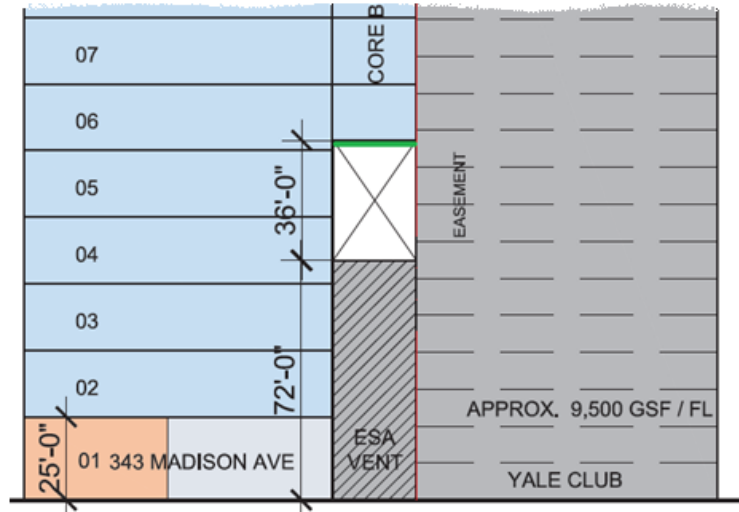 07
CORE B
06
05
36'-0"
EASEMENT
04
03
72'-0"
02
APPROX. 9,500 GSF / FL
25'-0"
01 343 MADISON AVE
ESA
VENT
YALE CLUB